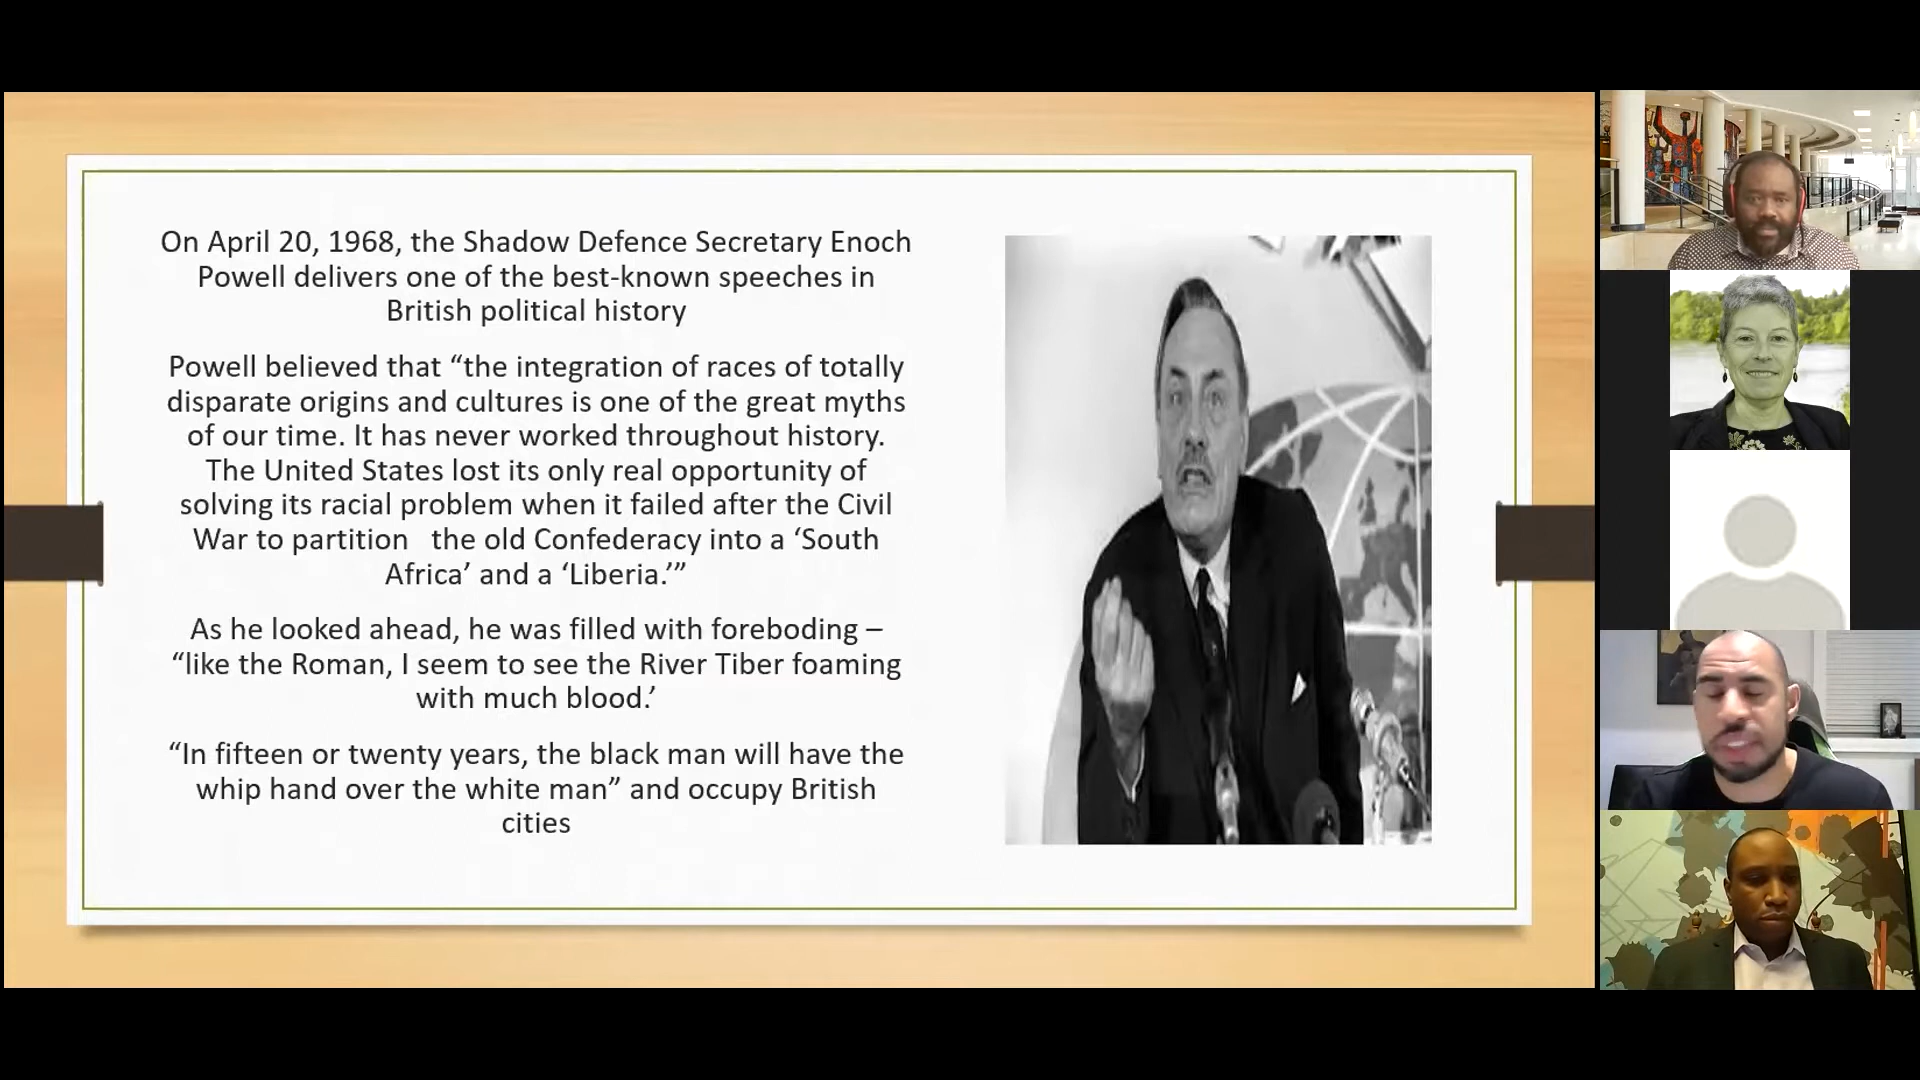 On April 20, 1968, the Shadow Defence Secretary Enoch
Powell delivers one of the best-known speeches in
British political history
Powell believed that “the integration of races of totally
disparate origins and cultures is one of the great myths
of our time. It has never worked throughout history.
The United States lost its only real opportunity of
solving its racial problem when it failed after the Civil
War to partition   the old Confederacy into a ‘South
Africa’ and a ‘Liberia.’”
As he looked ahead, he was filled with foreboding –
“like the Roman, I seem to see the River Tiber foaming
with much blood.’
“In fifteen or twenty years, the black man will have the
whip hand over the white man” and occupy British
cities